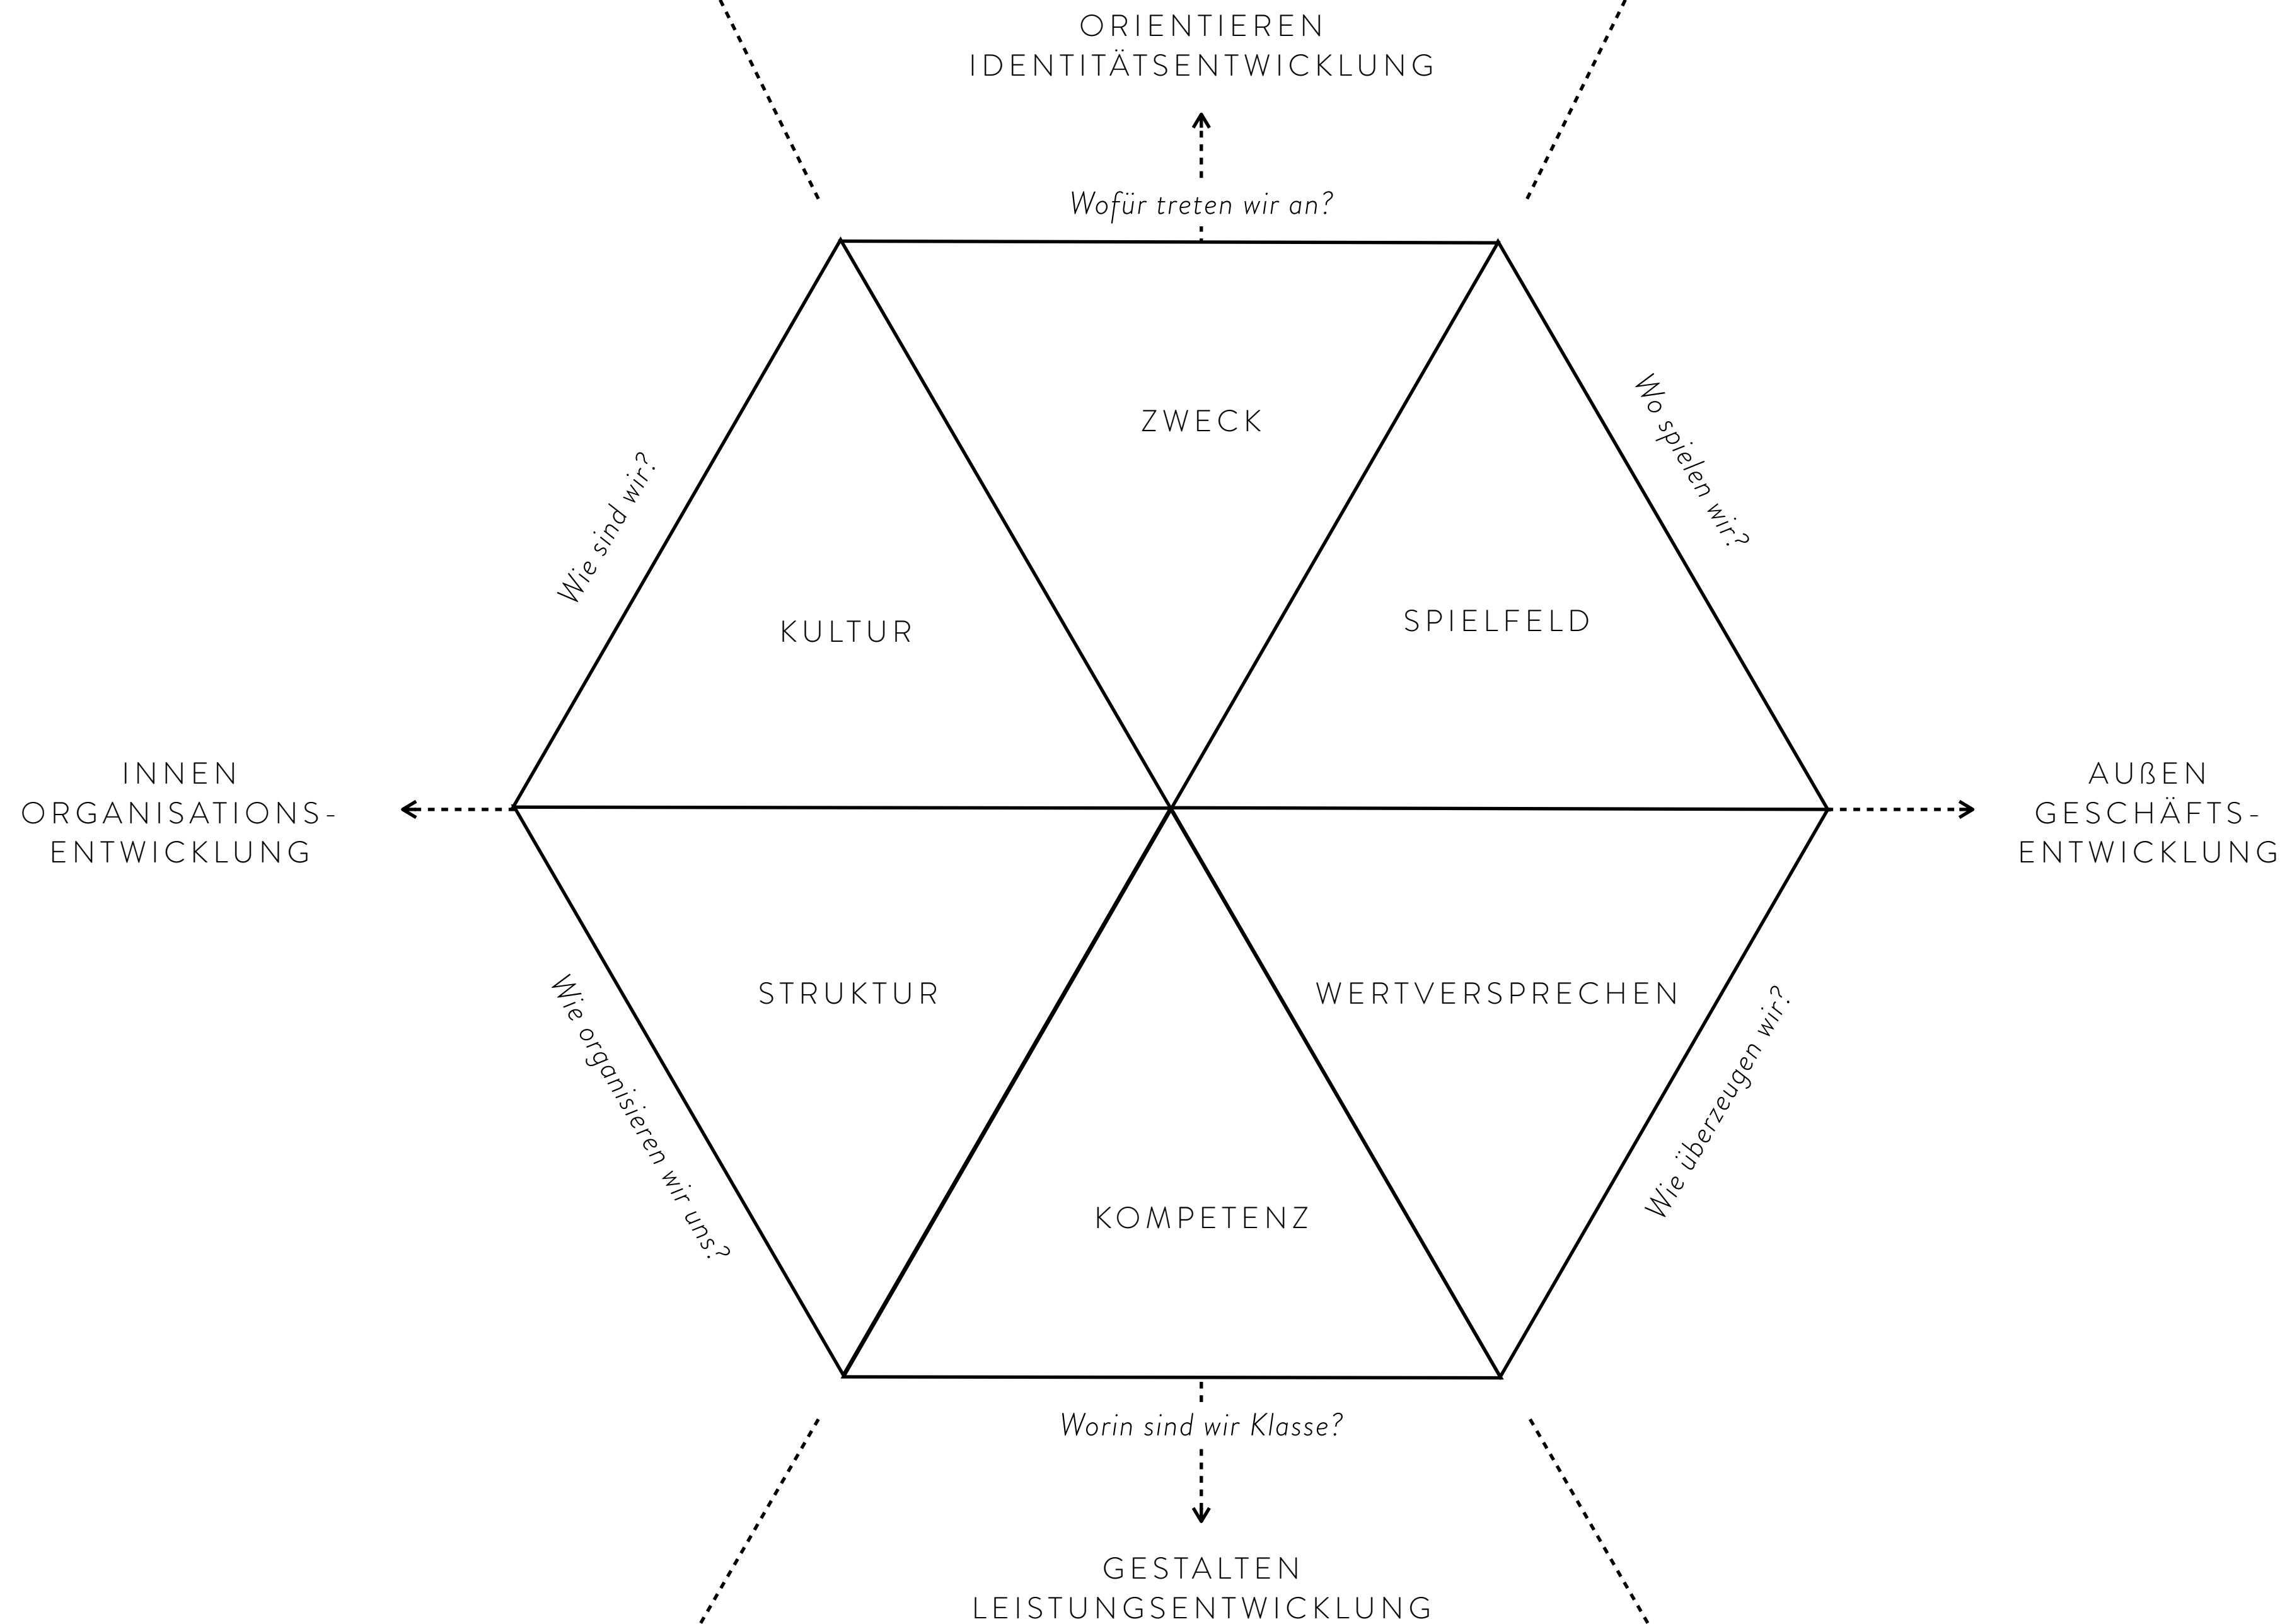 ORIENTIEREN
IDENTITÄTSENTWICKLUNG
Wofür treten wir an?
Wo spielen wir?
ZWECK
Wie sind wir?
SPIELFELD
KULTUR
INNEN
ORGANISATIONS-
ENTWICKLUNG
AUßEN
GESCHÄFTS-
ENTWICKLUNG
STRUKTUR
WERTVERSPRECHEN
Wie organisieren wir uns?
Wie überzeugen wir?
KOMPETENZ
Worin sind wir Klasse?
GESTALTEN
LEISTUNGSENTWICKLUNG